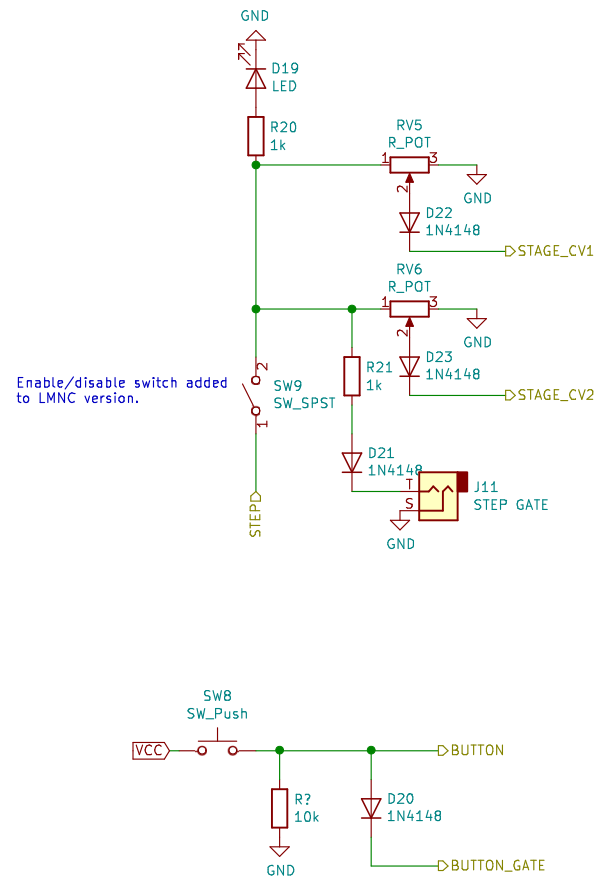 GND
D19
LED
R20
1k
RV5
R_POT
1
3
2
GND
D22
1N4148
STAGE_CV1
RV6
R_POT
1
3
2
GND
D23
1N4148
STAGE_CV2
R21
1k
Enable/disable switch added
to LMNC version.
2
SW9
SW_SPST
1
D21
1N4148
T
S
J11
STEP GATE
GND
STEP
SW8
SW_Push
VCC
BUTTON
R?
10k
GND
D20
1N4148
BUTTON_GATE